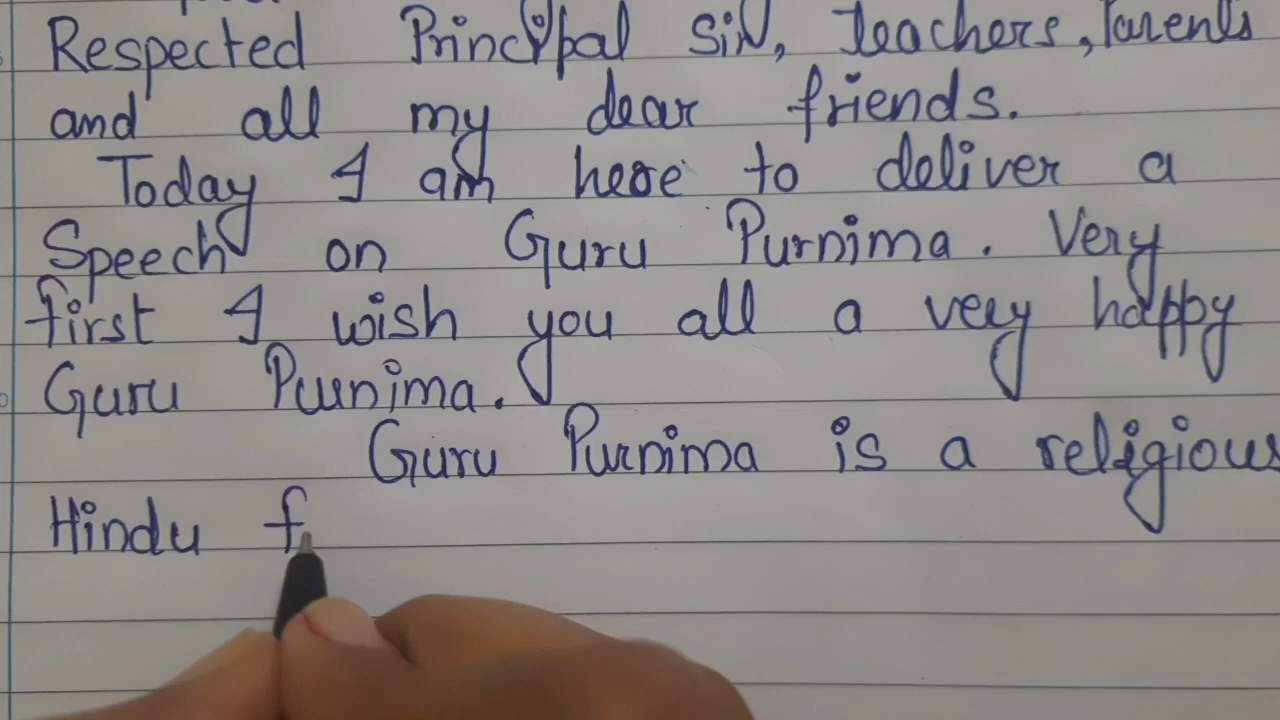 Respected Principal Sir, teachers, Parents
and all my dear friends.
Today I am here to deliver a
Speech on Guru Purnima. Very
first I wish you all a very happy
Guru Purnima.
Guru Purnima is a religious
Hindu f